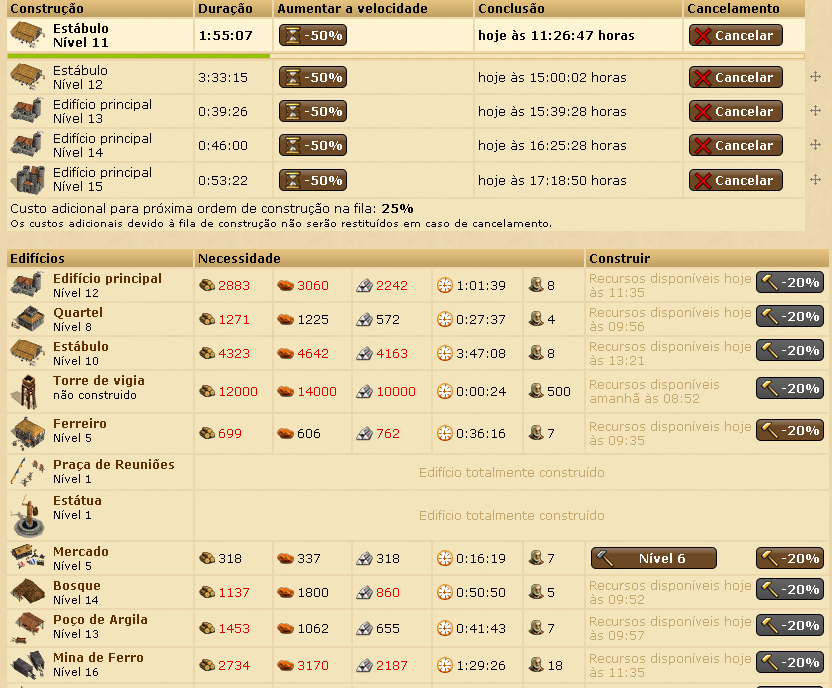 Construção Duração Aumentar a velocidade Conclusão Cancelamento
Estábulo
Nível 11 1:55:07 -50% hoje às 11:26:47 horas Cancelar
Estábulo
Nível 12 3:33:15 -50% hoje às 15:00:02 horas Cancelar
Edifício principal
Nível 13 0:39:26 -50% hoje às 15:39:28 horas Cancelar
Edifício principal
Nível 14 0:46:00 -50% hoje às 16:25:28 horas Cancelar
Edifício principal
Nível 15 0:53:22 -50% hoje às 17:18:50 horas Cancelar
Custo adicional para próxima ordem de construção na fila: 25%
Os custos adicionais devido à fila de construção não serão restituídos em caso de cancelamento.
Edifícios Necessidade Construir
Edifício principal
Nível 12 2883 3060 2242 1:01:39 8 Recursos disponíveis hoje
às 11:35 -20%
Quartel
Nível 8 1271 1225 572 0:27:37 4 Recursos disponíveis hoje
às 09:56 -20%
Estábulo
Nível 10 4323 4642 4163 3:47:08 8 Recursos disponíveis hoje
às 13:21 -20%
Torre de vigia
não construido 12000 14000 10000 0:00:24 500 Recursos disponíveis
amanhã às 08:52 -20%
Ferreiro
Nível 5 699 606 762 0:36:16 7 Recursos disponíveis hoje
às 09:35 -20%
Praça de Reuniões
Nível 1 Edifício totalmente construído
Estátua
Nível 1 Edifício totalmente construído
Mercado
Nível 5 318 337 318 0:16:19 7 Nível 6 -20%
Bosque
Nível 14 1137 1800 860 0:50:50 5 Recursos disponíveis hoje
às 09:52 -20%
Poço de Argila
Nível 13 1453 1062 655 0:41:43 7 Recursos disponíveis hoje
às 09:57 -20%
Mina de Ferro
Nível 16 2734 3170 2187 1:29:26 18 Recursos disponíveis hoje
às 11:35 -20%